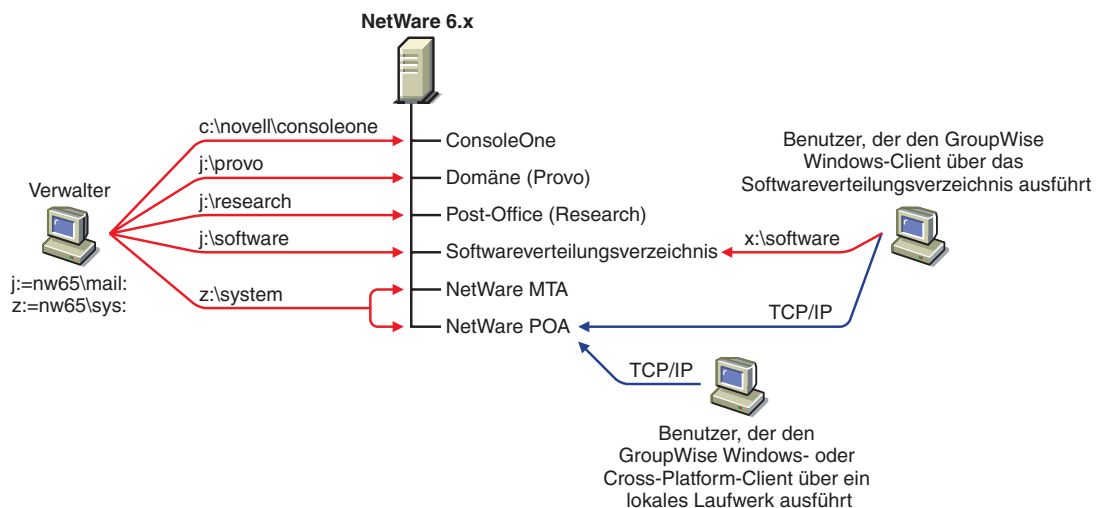 NetWare 6.x
c:\novell\consoleone
ConsoleOne
j:\provo
Domäne (Provo)
j:\research
Post-Office (Research)
j:\software
Softwareverteilungsverzeichnis
z:\system
NetWare MTA
NetWare POA
Verwalter
j:=nw65\mail:
z:=nw65\sys:
Benutzer, der den GroupWise
Windows-Client über das
Softwareverteilungsverzeichnis ausführt
x:\software
TCP/IP
TCP/IP
Benutzer, der den
GroupWise Windows- oder
Cross-Platform-Client über ein
lokales Laufwerk ausführt